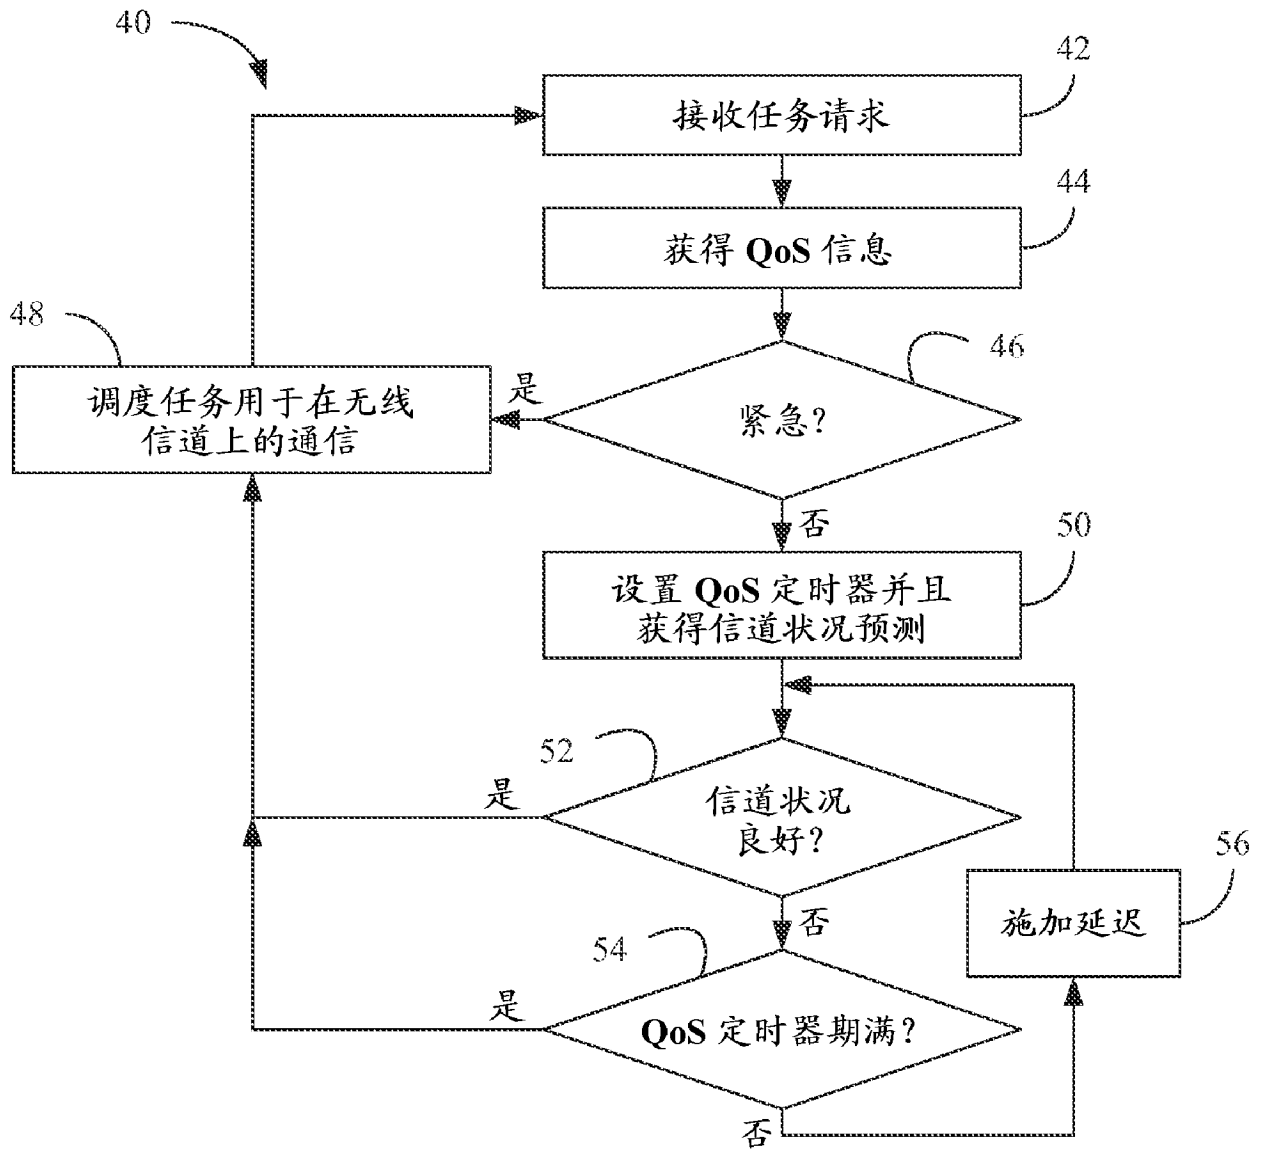 40
42
接收任务请求
44
获得 QoS 信息
46
紧急?
是
48
调度任务用于在无线
信道上的通信
否
50
设置 QoS 定时器并且
获得信道状况预测
52
是
信道状况
良好?
56
施加延迟
否
54
是
QoS 定时器期满?
否